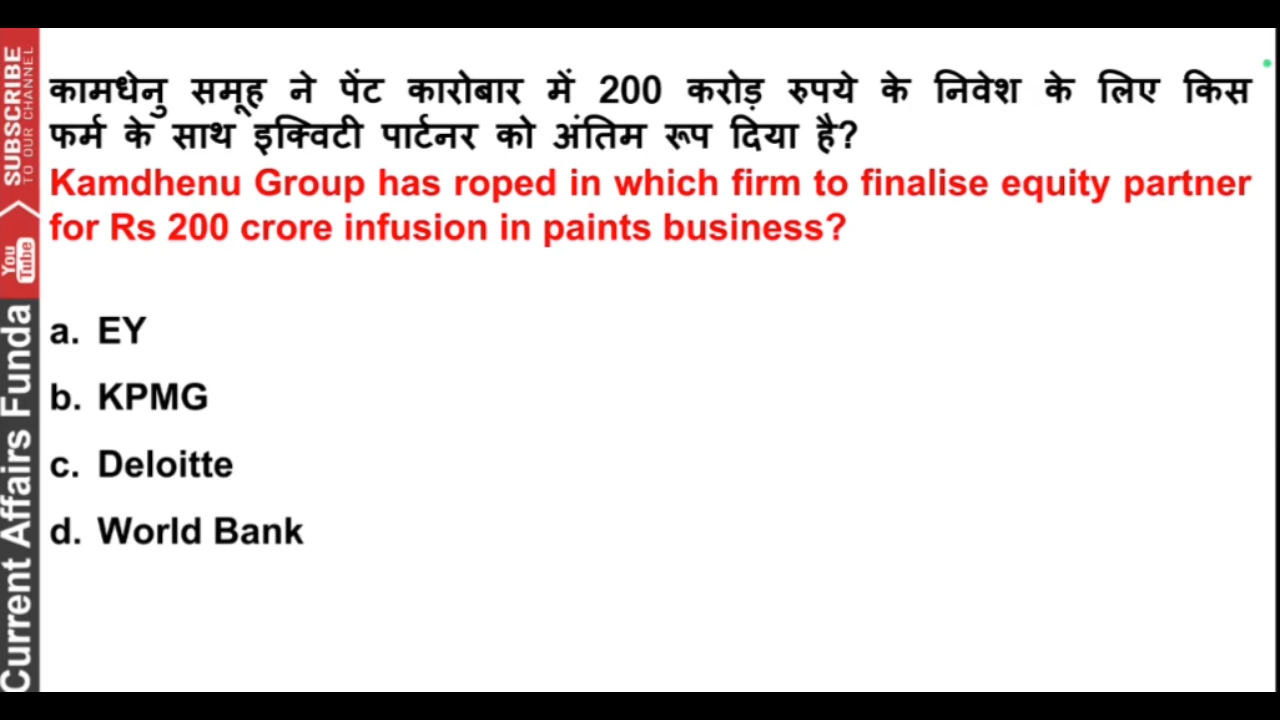 कामधेनु समूह ने पेंट कारोबार में 200 करोड़ रुपये के निवेश के लिए किस
फर्म के साथ इक्विटी पार्टनर को अंतिम रूप दिया है?
Kamdhenu Group has roped in which firm to finalise equity partner
for Rs 200 crore infusion in paints business?
a. EY
b. KPMG
c. Deloitte
d. World Bank
SUBSCRIBE
TO OUR CHANNEL
You
Tube
Current Affairs Funda